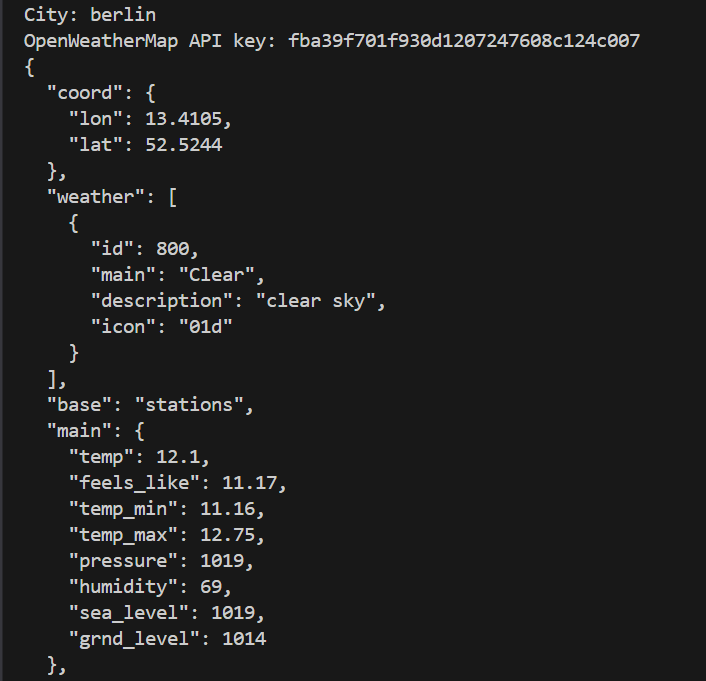 City: berlin
OpenWeatherMap API key: fba39f701f930d1207247608c124c007
{
  "coord": {
    "lon": 13.4105,
    "lat": 52.5244
  },
  "weather": [
    {
      "id": 800,
      "main": "Clear",
      "description": "clear sky",
      "icon": "01d"
    }
  ],
  "base": "stations",
  "main": {
    "temp": 12.1,
    "feels_like": 11.17,
    "temp_min": 11.16,
    "temp_max": 12.75,
    "pressure": 1019,
    "humidity": 69,
    "sea_level": 1019,
    "grnd_level": 1014
  },